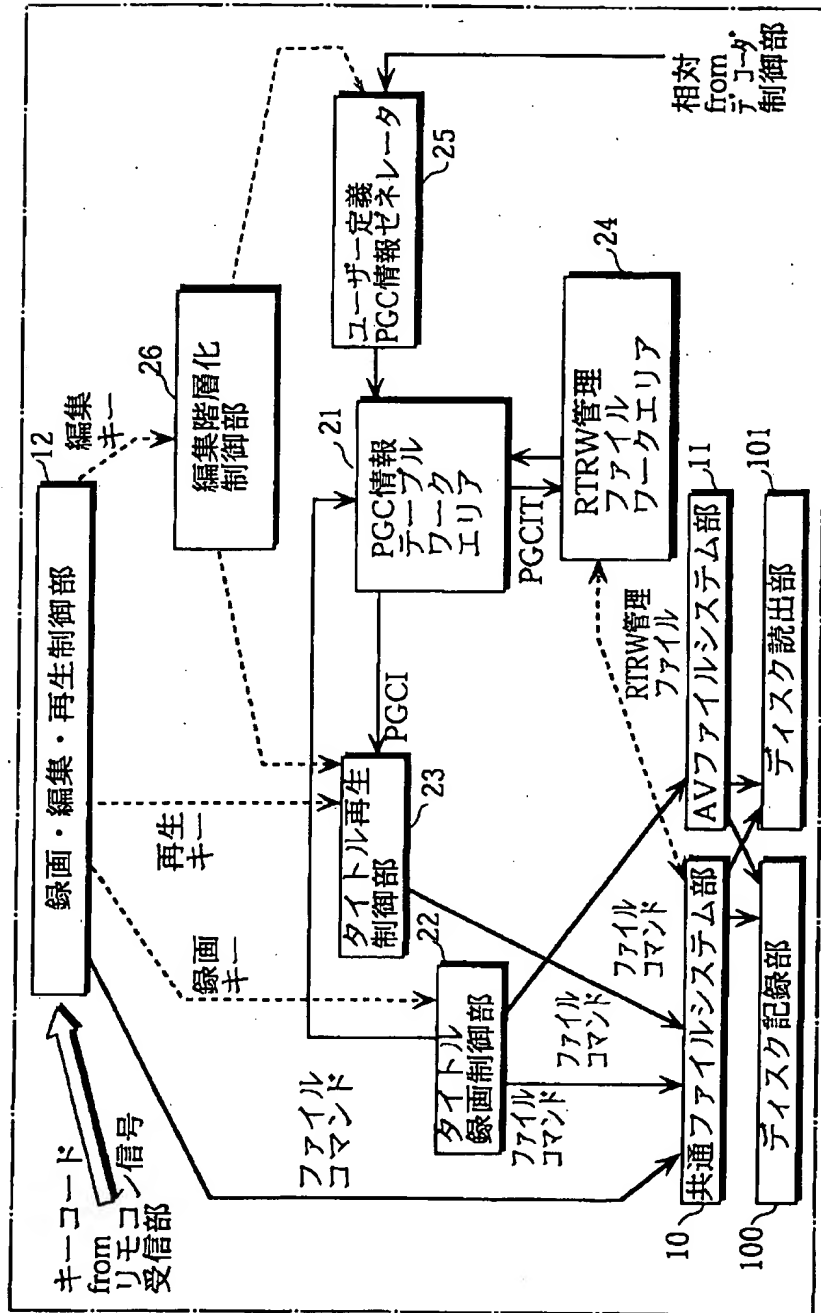 キーコード
from
リモコン信号
受信部
12
録画・編集・再生制御部
編集
キー
26
編集階層化
制御部
録画
キー
再生
キー
ファイル
コマンド
22
タイトル
録画制御部
タイトル再生
制御部
23
PGCI
21
PGC情報
テーブル
ワーク
エリア
ユーザー定義
PGC情報ゼネレータ
25
相対
from
デコーダ
制御部
PGCIT
24
RTRW管理
ファイル
ワークエリア
RTRW管理
ファイル
ファイル
コマンド
ファイル
コマンド
ファイル
コマンド
10
共通ファイルシステム部
AVファイルシステム部
11
100
ディスク記録部
ディスク読出部
101